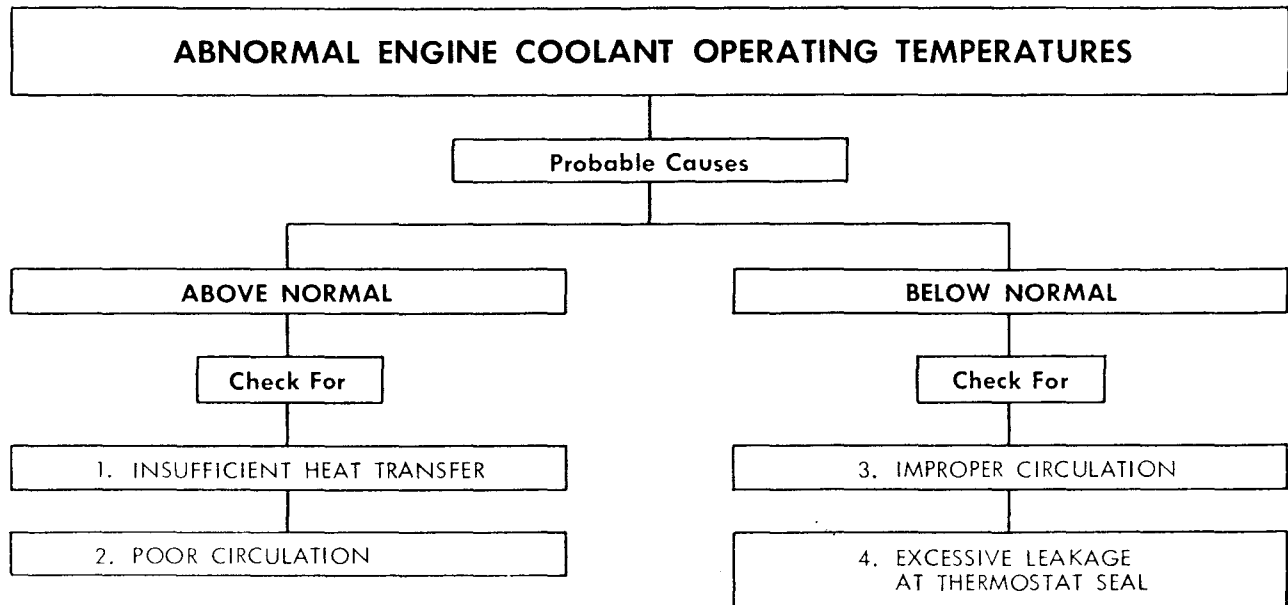 ABNORMAL ENGINE COOLANT OPERATING TEMPERATURES
Probable Causes
ABOVE NORMAL
Check For
1. INSUFFICIENT HEAT TRANSFER
2. POOR CIRCULATION
BELOW NORMAL
Check For
3. IMPROPER CIRCULATION
4. EXCESSIVE LEAKAGE
AT THERMOSTAT SEAL